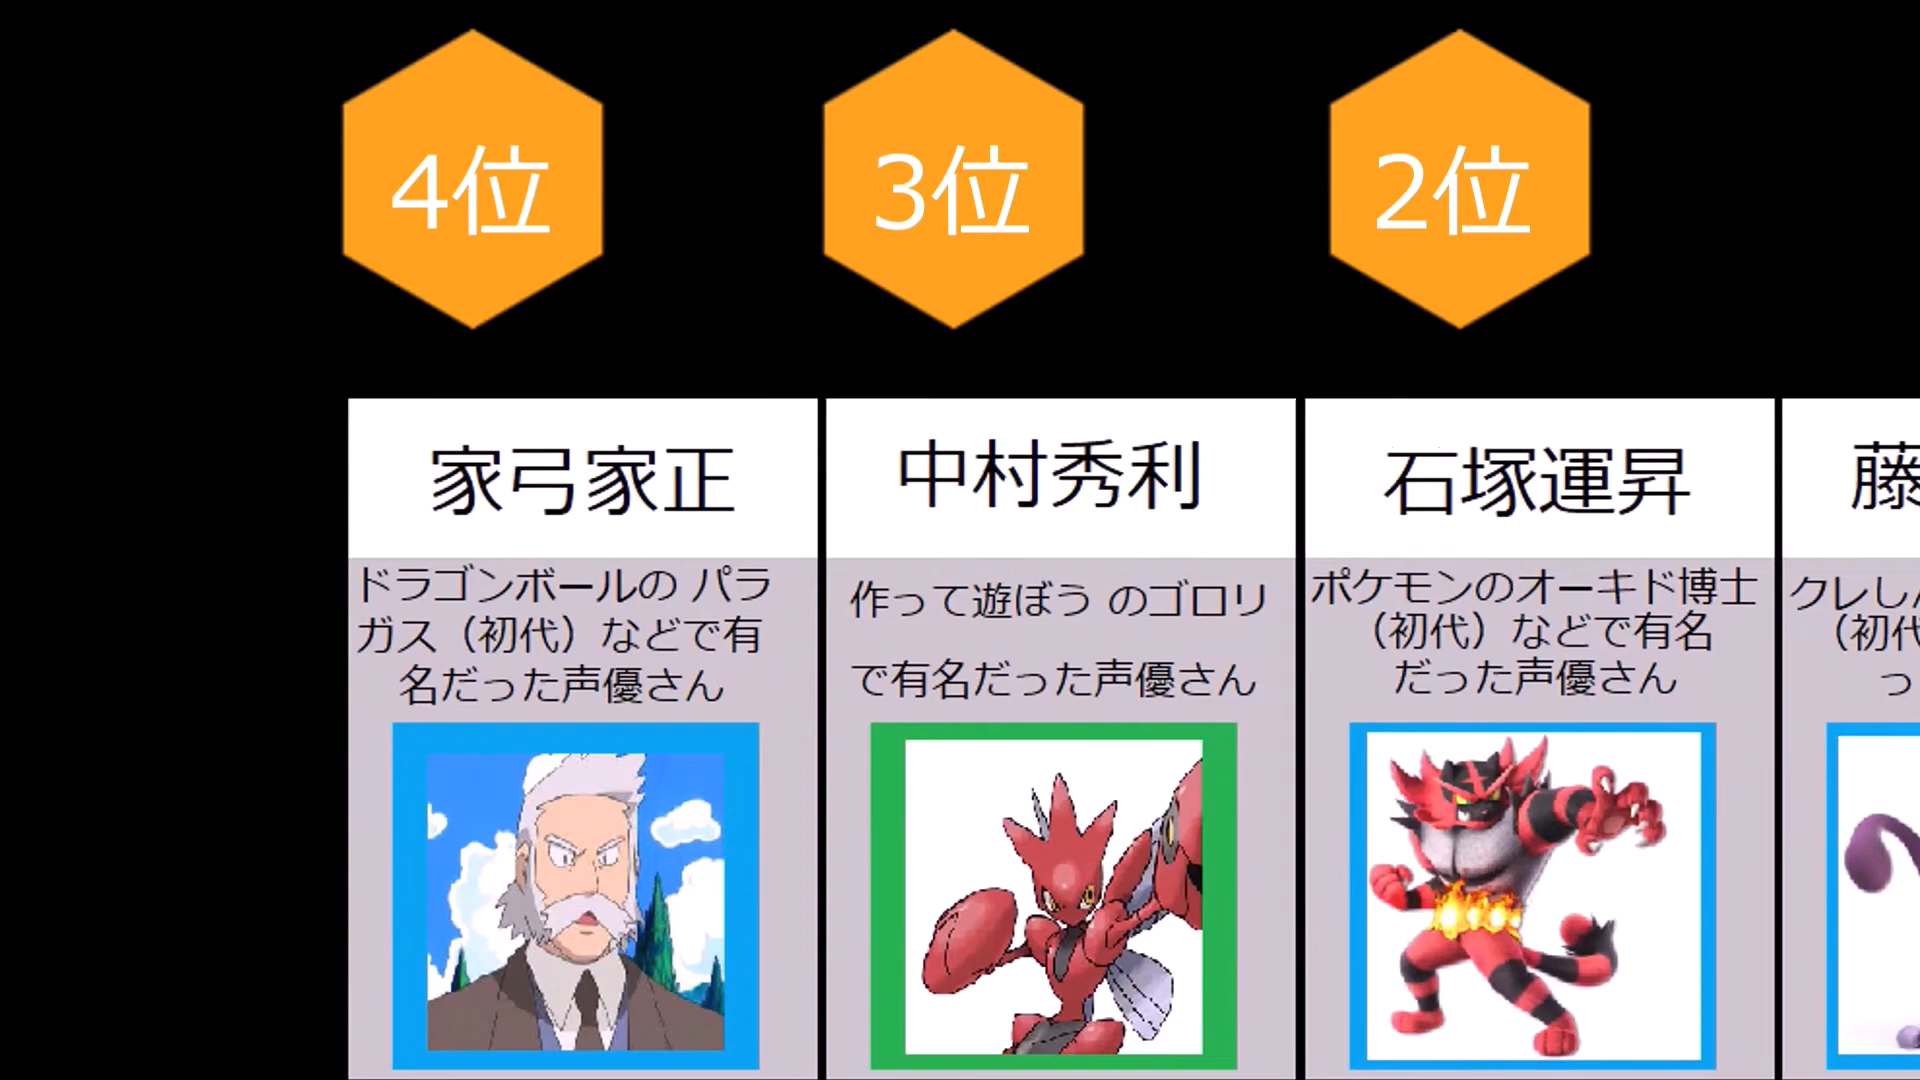 4位
3位
2位
家弓家正
ドラゴンボールの パラ
ガス（初代）などで有
名だった声優さん
中村秀利
作って遊ぼう のゴロリ
で有名だった声優さん
石塚運昇
ポケモンのオーキド博士
（初代）などで有名
だった声優さん
藤
クレし
（初代
っ